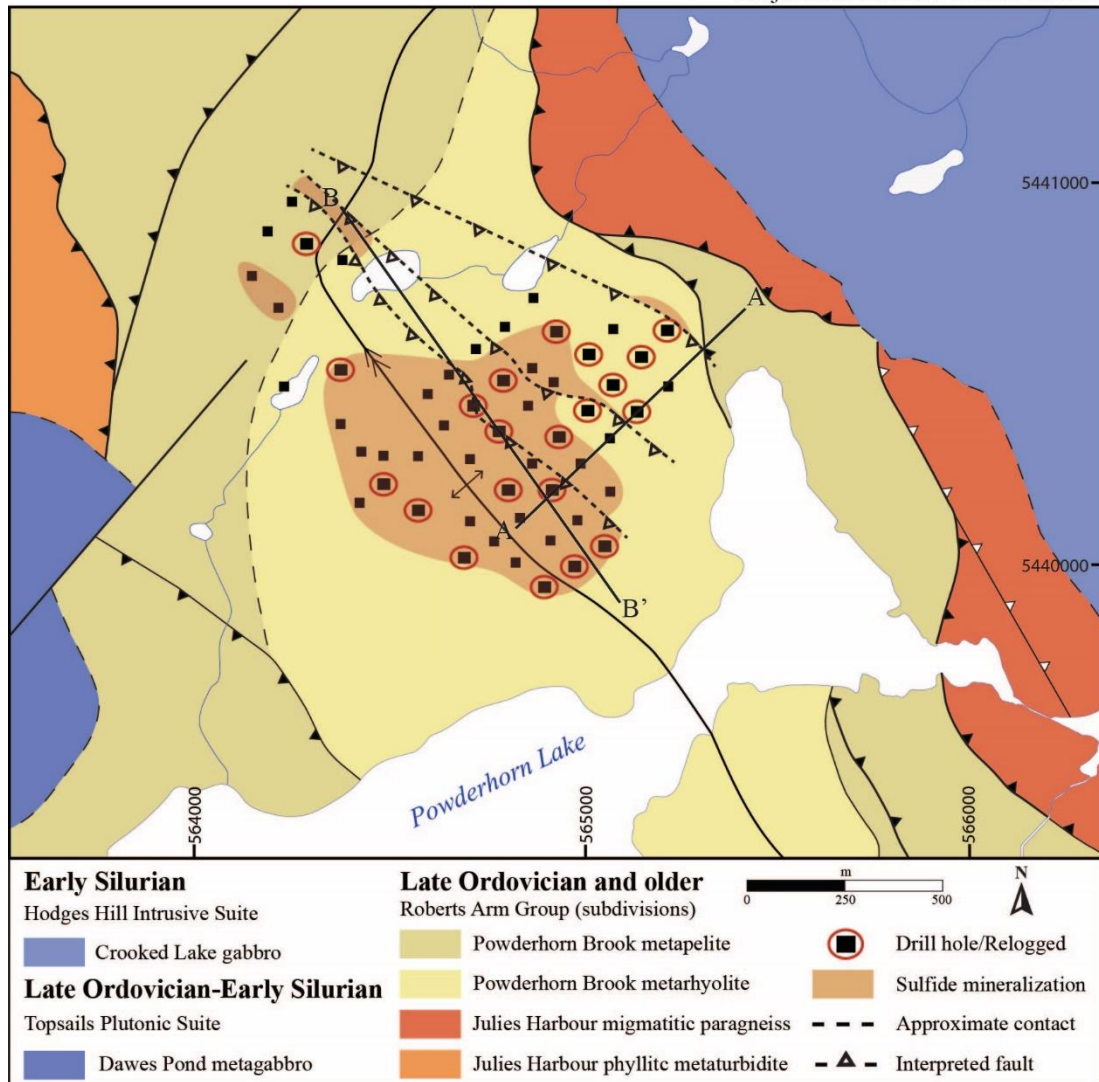 B
5441000
A'
A
B'
5440000
Powderhorn Lake
564000
565000
566000
Early Silurian
Hodges Hill Intrusive Suite
Crooked Lake gabbro
Late Ordovician-Early Silurian
Topsails Plutonic Suite
Dawes Pond metagabbro
Late Ordovician and older
Roberts Arm Group (subdivisions)
Powderhorn Brook metapelite
Powderhorn Brook metarhyolite
Julies Harbour migmatitic paragneiss
Julies Harbour phyllitc metaturbidite
m
0 250 500
N
Drill hole/Relogged
Sulfide mineralization
Approximate contact
Interpreted fault